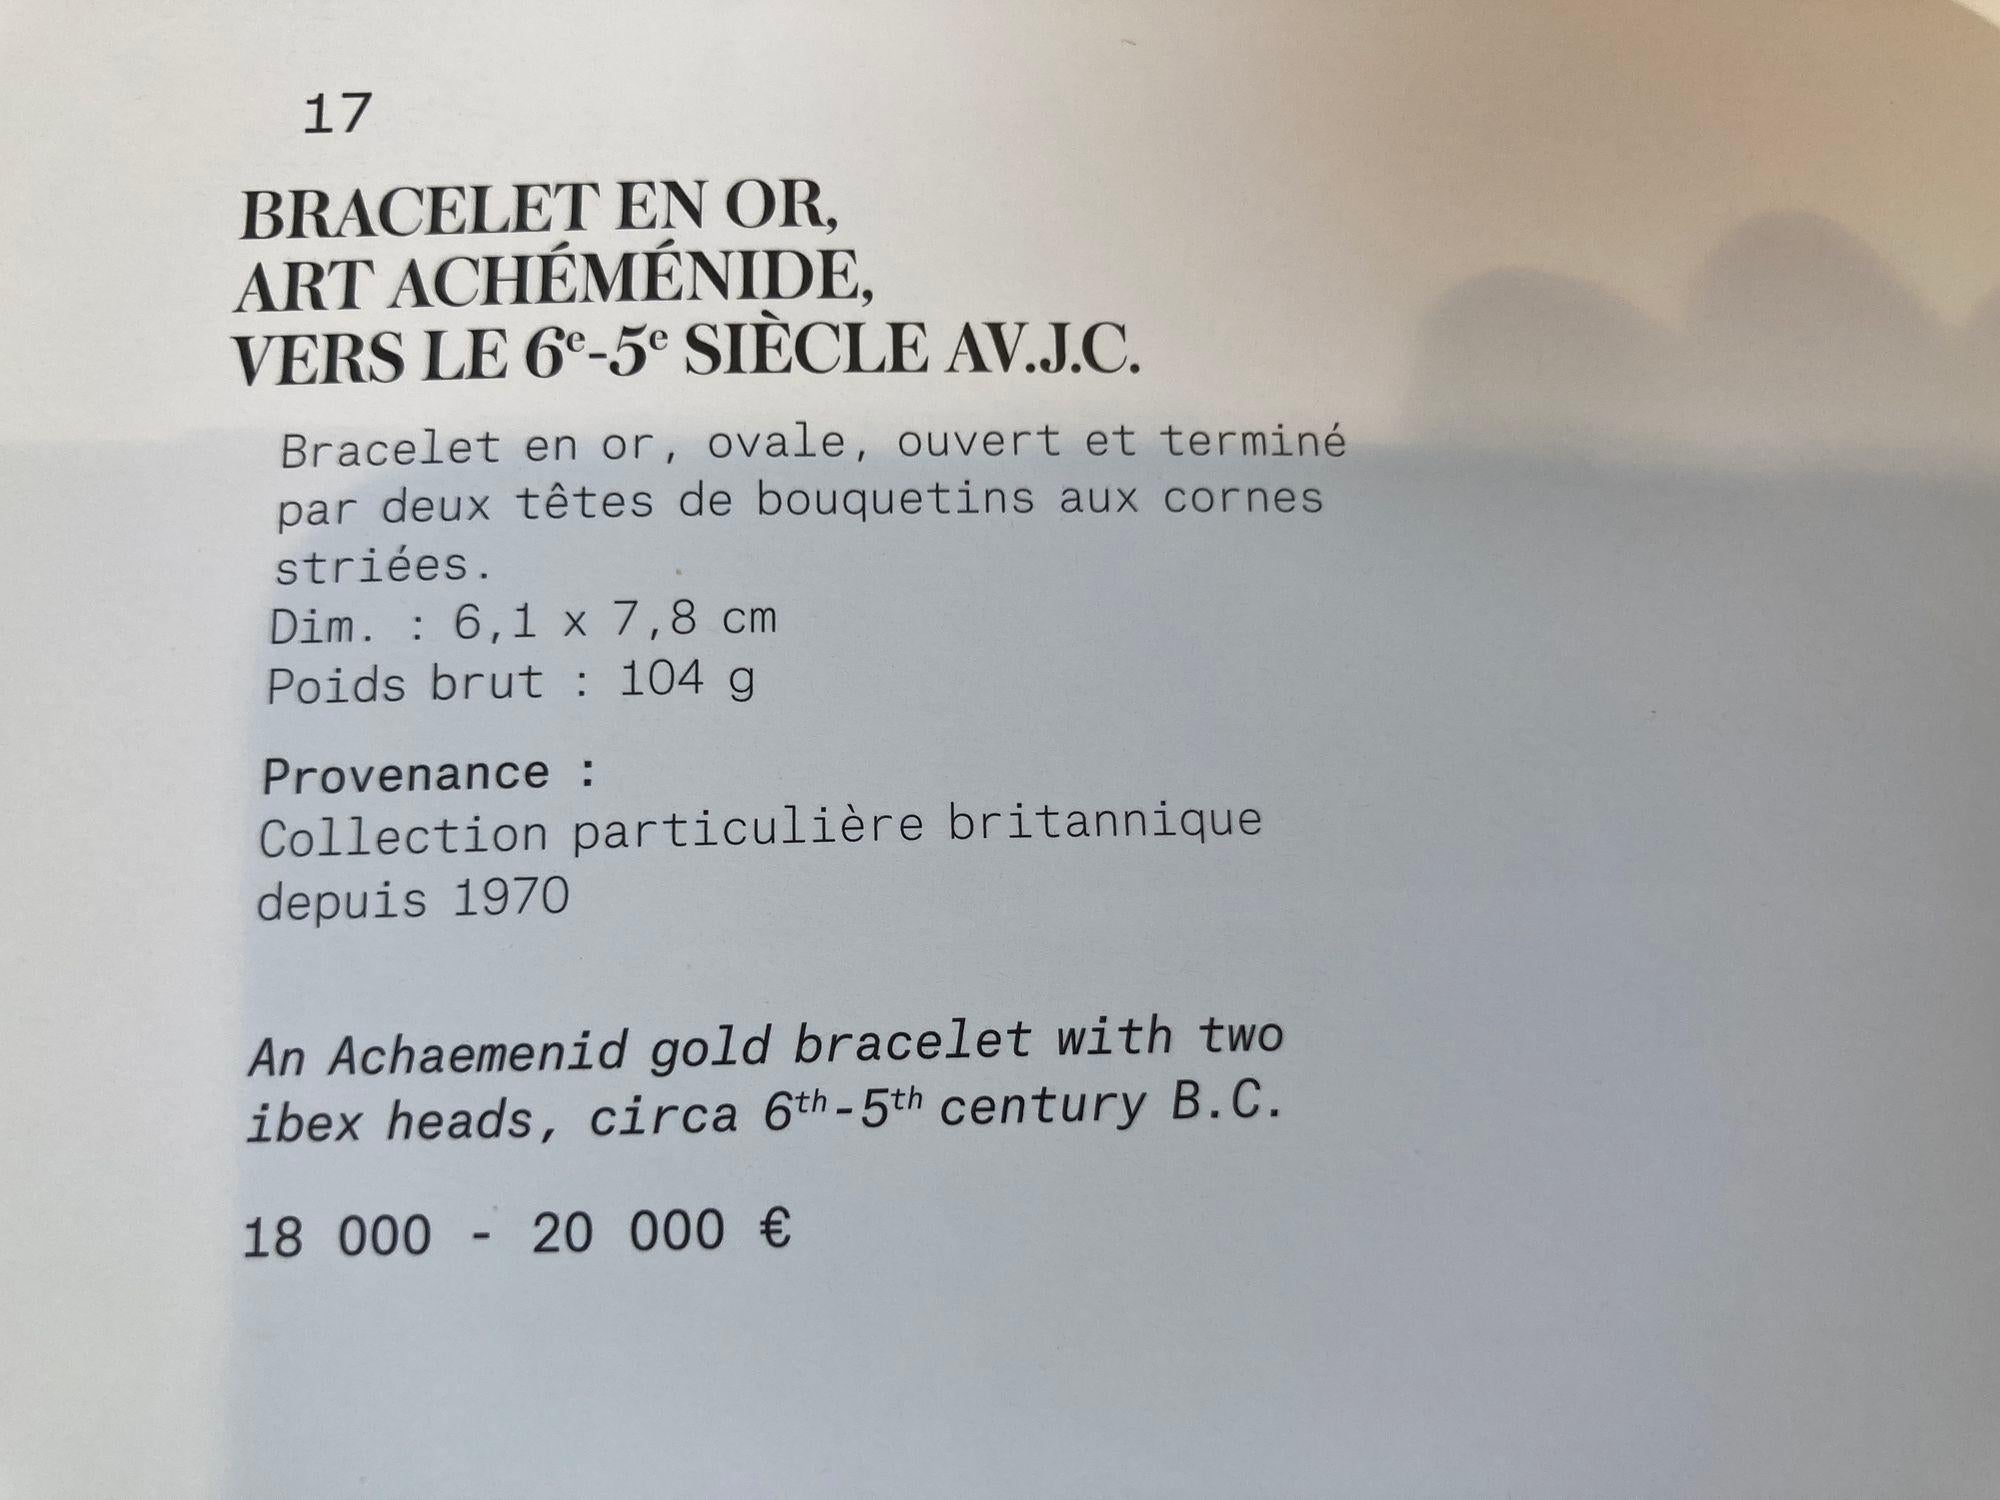 17
BRACELET EN OR,
ART ACHÉMÉNIDE,
VERS LE 6e-5e SIÈCLE AV.J.C.
Bracelet en or, ovale, ouvert et terminé
par deux têtes de bouquetins aux cornes
striées.
Dim. : 6,1 x 7,8 cm
Poids brut : 104 g
Provenance :
Collection particulière britannique
depuis 1970
An Achaemenid gold bracelet with two
ibex heads, circa 6th-5th century B.C.
18 000 - 20 000 €